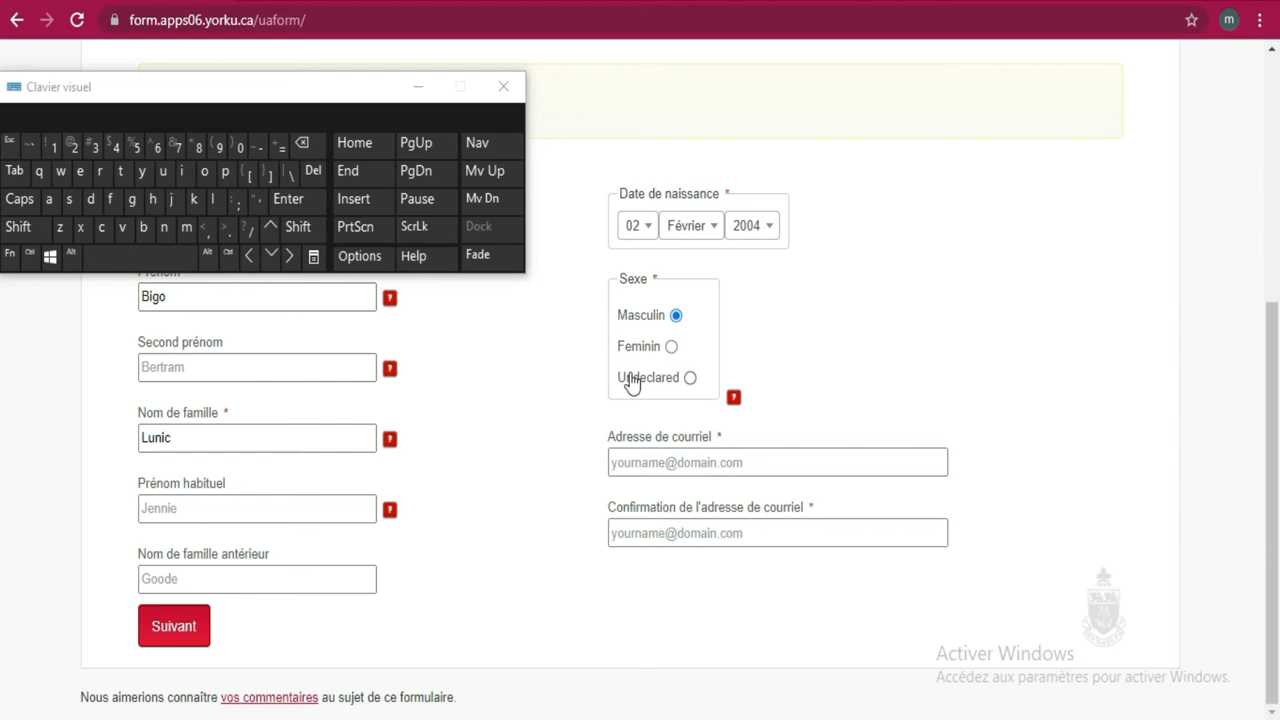 form.apps06.yorku.ca/uaform/
m
Clavier visuel
Esc ~` !1 @2 #3 $4 %5 ^6 &7 *8 (9 )0 _- += Home PgUp Nav
Tab q w e r t y u i o p {[ }] |\ Del End PgDn Mv Up
Caps a s d f g h j k l :; "' Enter Insert Pause Mv Dn
Shift z x c v b n m <, >. ?/ Shift PrtScn ScrLk Dock
Fn Ctrl Alt Alt Ctrl Options Help Fade
Date de naissance *
02 Février 2004
Prénom
Bigo
Second prénom
Bertram
Nom de famille *
Lunic
Prénom habituel
Jennie
Nom de famille antérieur
Goode
Suivant
Sexe *
Masculin
Feminin
Undeclared
Adresse de courriel *
yourname@domain.com
Confirmation de l'adresse de courriel *
yourname@domain.com
Activer Windows
Accédez aux paramètres pour activer Windows.
Nous aimerions connaître vos commentaires au sujet de ce formulaire.